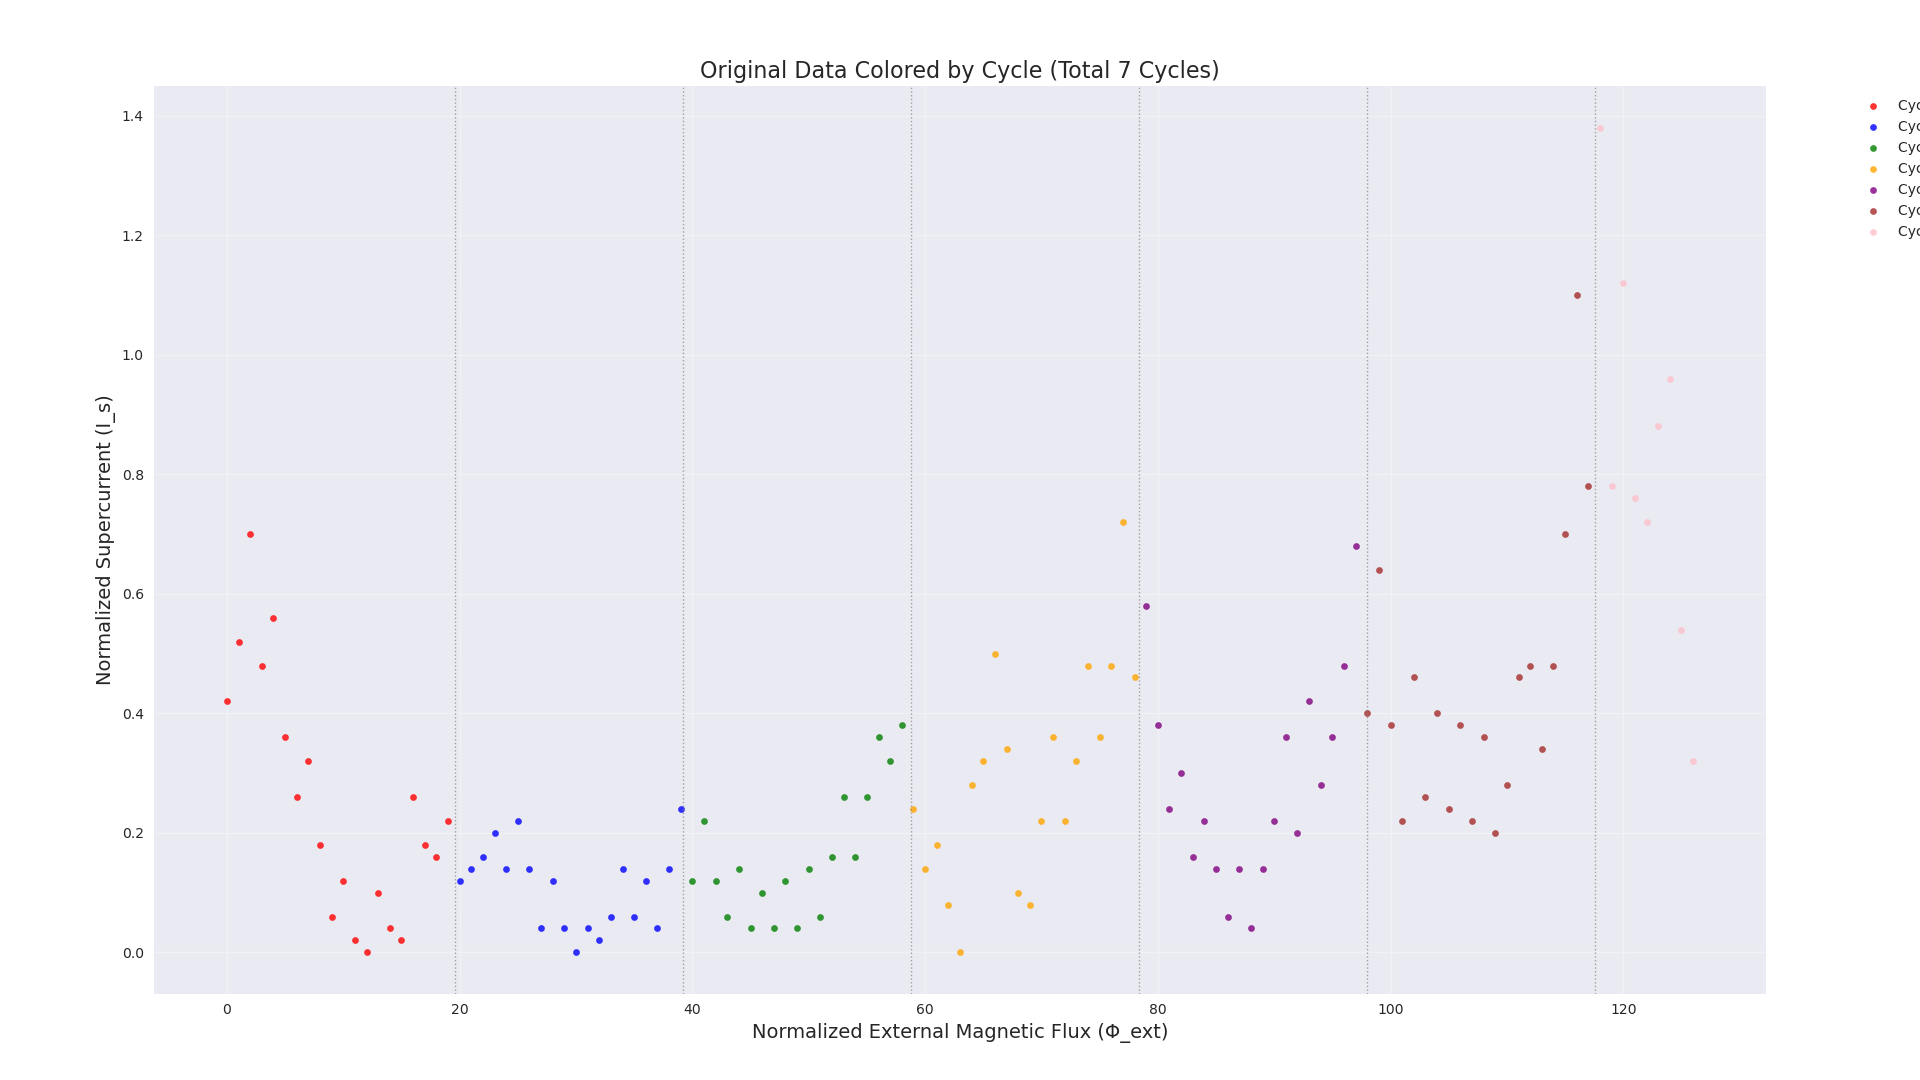 Original Data Colored by Cycle (Total 7 Cycles)
1.4
1.2
1.0
0.8
0.6
0.4
0.2
0.0
Normalized Supercurrent (I_s)
0 20 40 60 80 100 120
Normalized External Magnetic Flux (Φ_ext)
Cyc
Cyc
Cyc
Cyc
Cyc
Cyc
Cyc